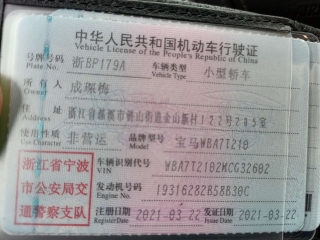 中华人民共和国机动车行驶证
Vehicle License of the People's Republic of China
号牌号码 浙BP179A 车辆类型 小型轿车
Plate No. Vehicle Type
所有人 成珮梅
Owner
住址 浙江省慈溪市浒山街道金山新村122号205室
Address
使用性质 非营运 品牌型号 宝马WBA7T210
Use Character Model
浙江省宁波市公安局交通警察支队
车辆识别代号 WBA7T2102MCG32602
VIN
发动机号码 19316282B58B30C
Engine No.
注册日期 2021-03-22 发证日期 2021-03-22
Register Date Issue Date